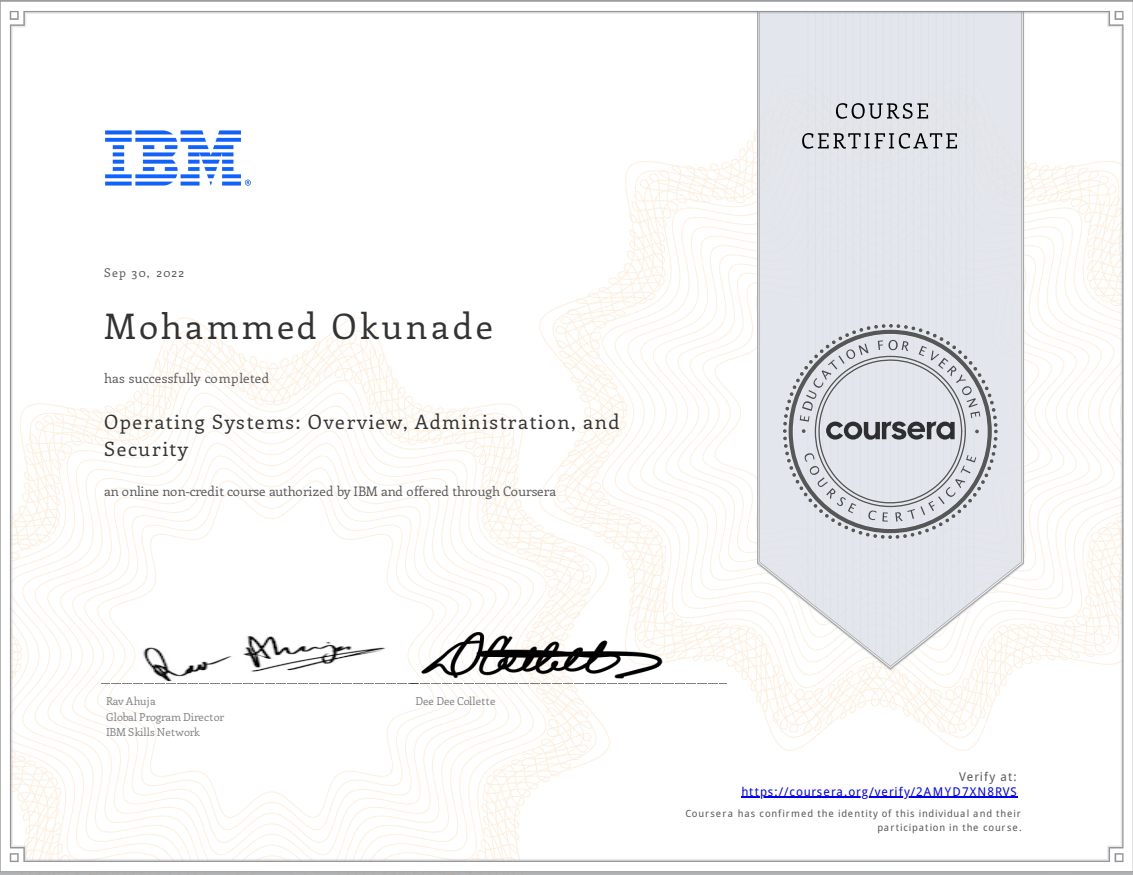 COURSE
CERTIFICATE
IBM®
Sep 30, 2022
Mohammed Okunade
has successfully completed
Operating Systems: Overview, Administration, and
Security
an online non-credit course authorized by IBM and offered through Coursera
EDUCATION FOR EVERYONE
coursera
COURSE CERTIFICATE
Rav Ahuja
Global Program Director
IBM Skills Network
Dee Dee Collette
Verify at:
https://coursera.org/verify/2AMYD7XN8RVS
Coursera has confirmed the identity of this individual and their
participation in the course.